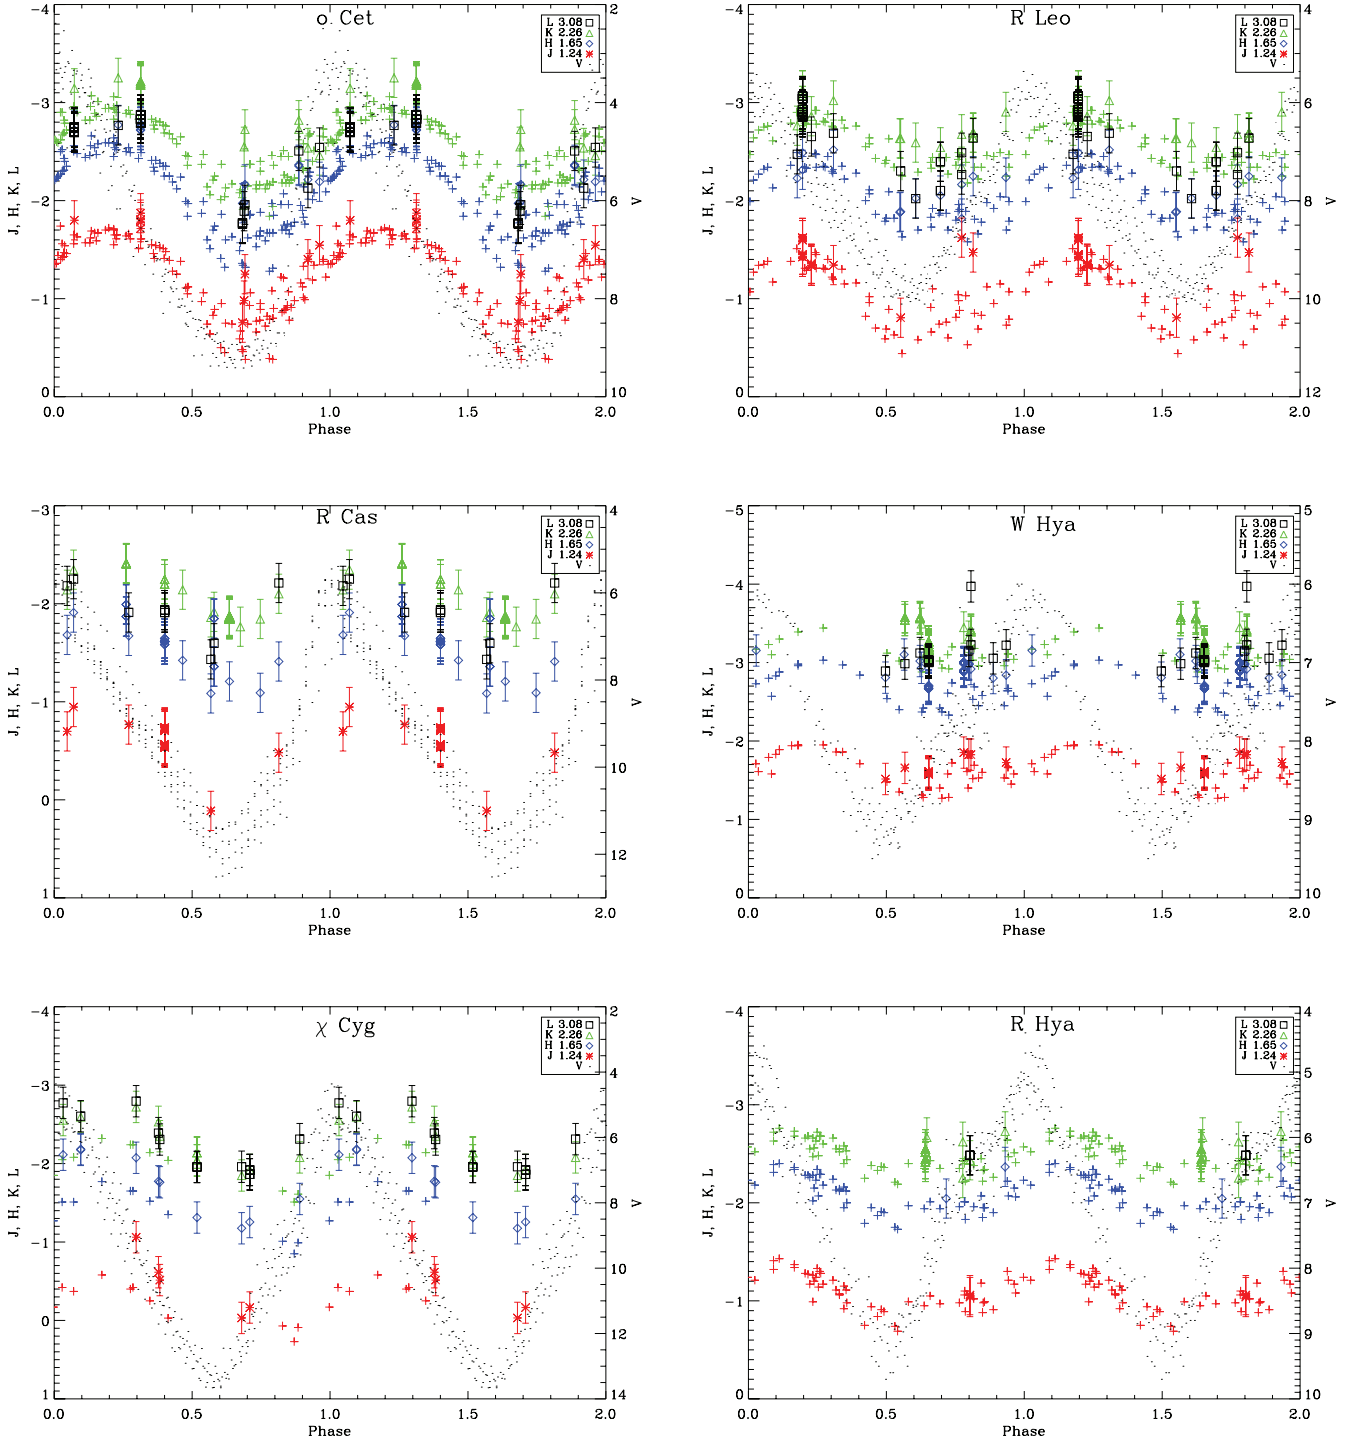 o Cet
L 3.08
K 2.26
H 1.65
J 1.24
V
-4
-3
-2
-1
0
J, H, K, L
2
4
6
8
10
V
0.0 0.5 1.0 1.5 2.0
Phase
R Leo
L 3.08
K 2.26
H 1.65
J 1.24
V
-4
-3
-2
-1
0
J, H, K, L
4
6
8
10
12
V
0.0 0.5 1.0 1.5 2.0
Phase
R Cas
L 3.08
K 2.26
H 1.65
J 1.24
V
-3
-2
-1
0
1
J, H, K, L
4
6
8
10
12
V
0.0 0.5 1.0 1.5 2.0
Phase
W Hya
L 3.08
K 2.26
H 1.65
J 1.24
V
-5
-4
-3
-2
-1
0
J, H, K, L
5
6
7
8
9
10
V
0.0 0.5 1.0 1.5 2.0
Phase
χ Cyg
L 3.08
K 2.26
H 1.65
J 1.24
V
-4
-3
-2
-1
0
1
J, H, K, L
2
4
6
8
10
12
14
V
0.0 0.5 1.0 1.5 2.0
Phase
R Hya
L 3.08
K 2.26
H 1.65
J 1.24
V
-4
-3
-2
-1
0
J, H, K, L
4
5
6
7
8
9
10
V
0.0 0.5 1.0 1.5 2.0
Phase